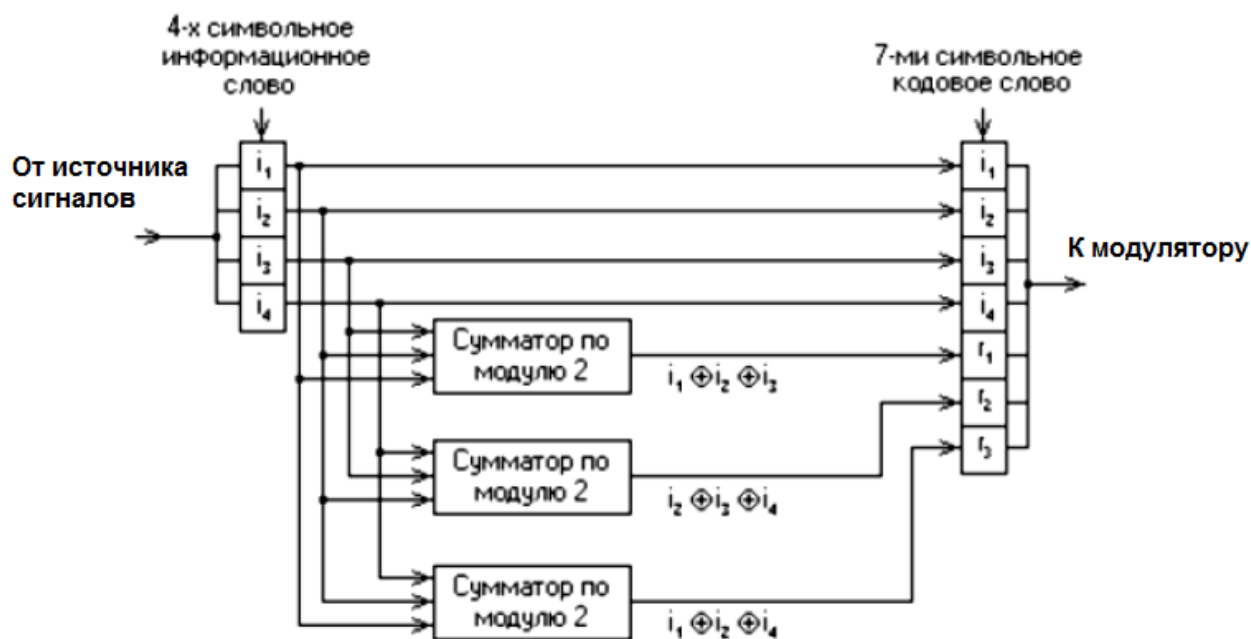 4-х символьное
информационное
слово
7-ми символьное
кодовое слово
От источника
сигналов
i₁
i₂
i₃
i₄
i₁
i₂
i₃
i₄
r₁
r₂
r₃
К модулятору
Сумматор по
модулю 2
i₁ ⊕ i₂ ⊕ i₃
Сумматор по
модулю 2
i₂ ⊕ i₃ ⊕ i₄
Сумматор по
модулю 2
i₁ ⊕ i₂ ⊕ i₄